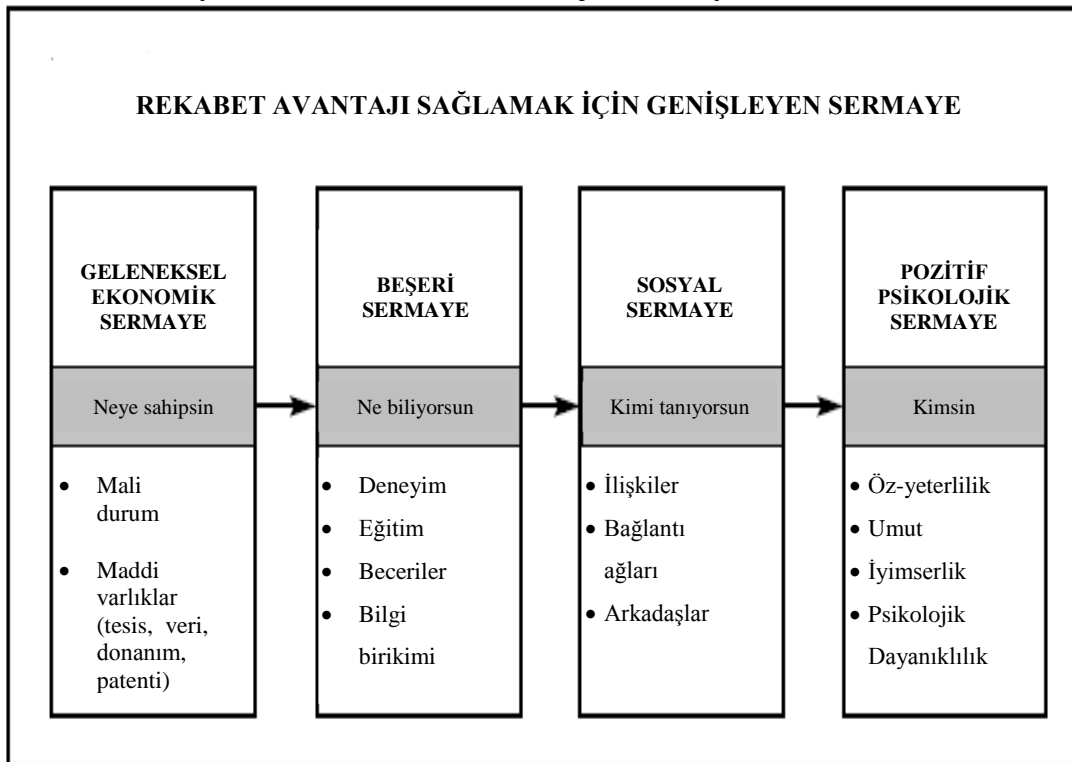 REKABET AVANTAJI SAĞLAMAK İÇİN GENİŞLEYEN SERMAYE
GELENEKSEL
EKONOMİK
SERMAYE
Neye sahipsin
• Mali
durum
• Maddi
varlıklar
(tesis, veri,
donanım,
patenti)
BEŞERİ
SERMAYE
Ne biliyorsun
• Deneyim
• Eğitim
• Beceriler
• Bilgi
birikimi
SOSYAL
SERMAYE
Kimi tanıyorsun
• İlişkiler
• Bağlantı
ağları
• Arkadaşlar
POZİTİF
PSİKOLOJİK
SERMAYE
Kimsin
• Öz-yeterlilik
• Umut
• İyimserlik
• Psikolojik
Dayanıklılık